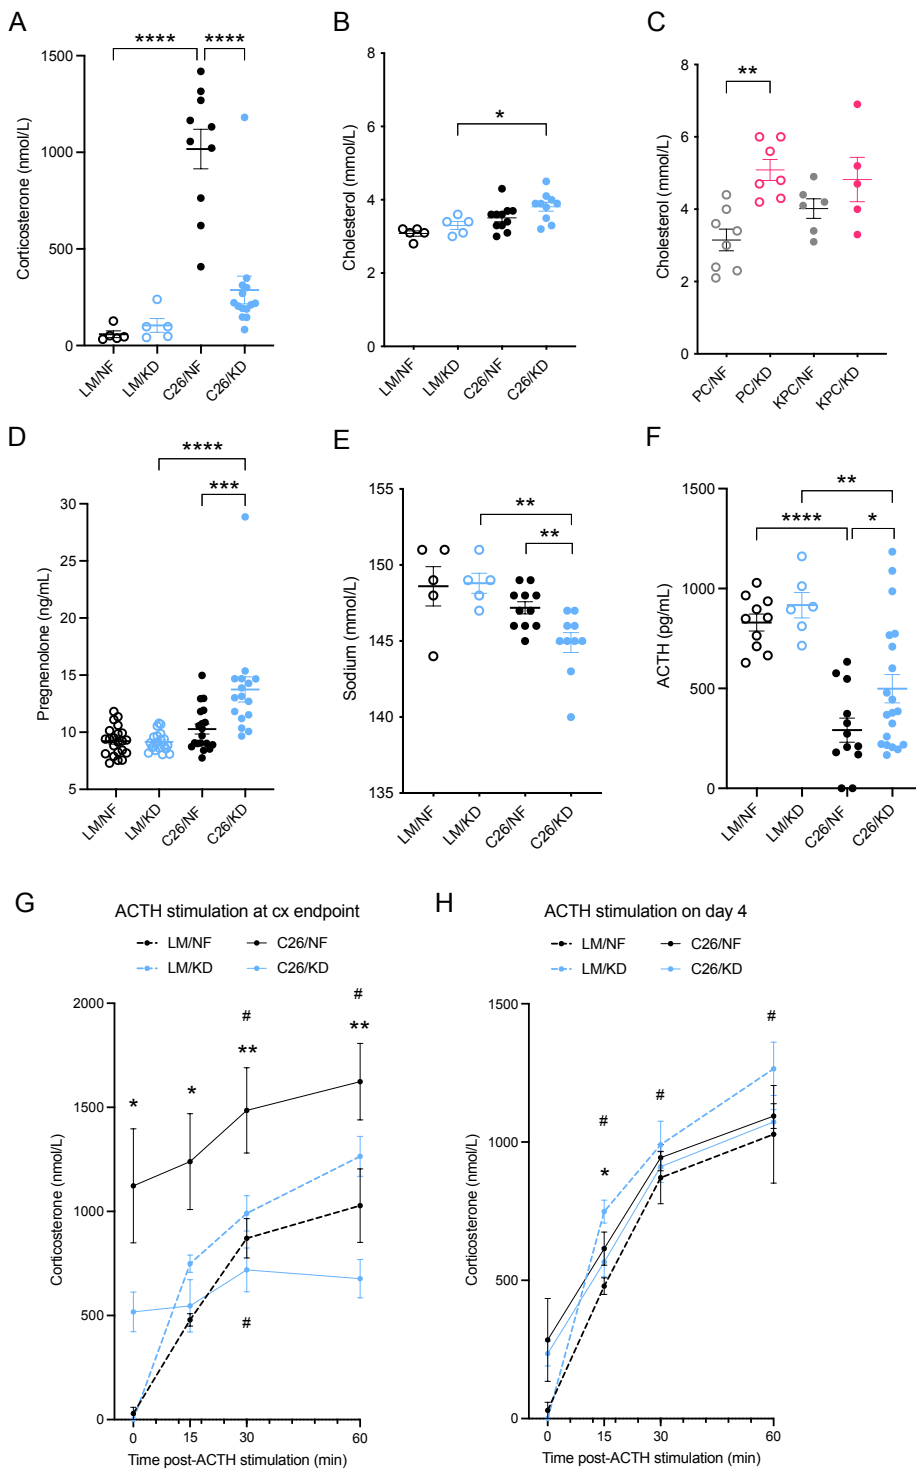 A
****
****
Corticosterone (nmol/L)
1500
1000
500
0
LM/NF
LM/KD
C26/NF
C26/KD
B
*
Cholesterol (mmol/L)
8
6
4
2
0
LM/NF
LM/KD
C26/NF
C26/KD
C
**
Cholesterol (mmol/L)
8
6
4
2
0
PC/NF
PC/KD
KPC/NF
KPC/KD
D
****
***
Pregnenolone (ng/mL)
30
25
20
15
10
5
LM/NF
LM/KD
C26/NF
C26/KD
E
**
**
Sodium (mmol/L)
155
150
145
140
135
LM/NF
LM/KD
C26/NF
C26/KD
F
**
****
*
ACTH (pg/mL)
1500
1000
500
0
LM/NF
LM/KD
C26/NF
C26/KD
G
ACTH stimulation at cx endpoint
LM/NF
C26/NF
LM/KD
C26/KD
Corticosterone (nmol/L)
2000
1500
1000
500
0
*
*
#
**
#
**
#
0
15
30
60
Time post-ACTH stimulation (min)
H
ACTH stimulation on day 4
LM/NF
C26/NF
LM/KD
C26/KD
Corticosterone (nmol/L)
1500
1000
500
0
#
*
#
#
0
15
30
60
Time post-ACTH stimulation (min)